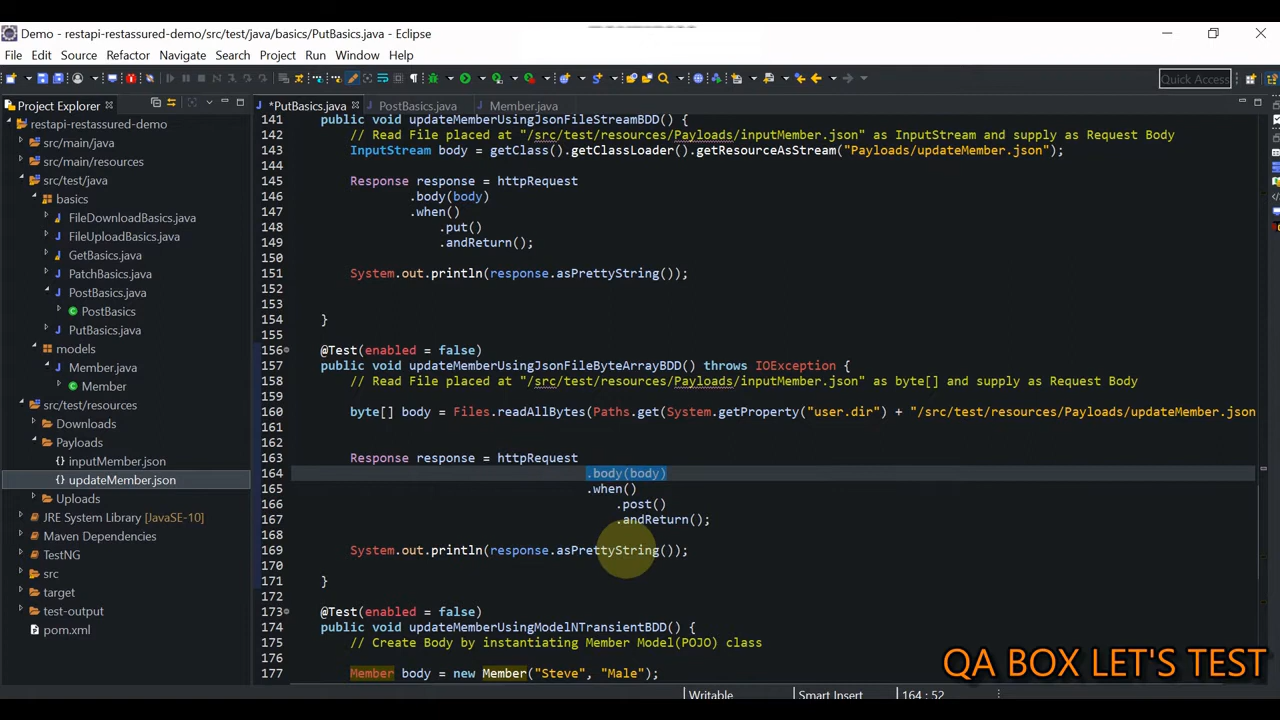 Demo - restapi-restassured-demo/src/test/java/basics/PutBasics.java - Eclipse
File Edit Source Refactor Navigate Search Project Run Window Help
Quick Access
Project Explorer
*PutBasics.java PostBasics.java Member.java
restapi-restassured-demo
src/main/java
src/main/resources
src/test/java
basics
FileDownloadBasics.java
FileUploadBasics.java
GetBasics.java
PatchBasics.java
PostBasics.java
PostBasics
PutBasics.java
models
Member.java
Member
src/test/resources
Downloads
Payloads
inputMember.json
updateMember.json
Uploads
JRE System Library [JavaSE-10]
Maven Dependencies
TestNG
src
target
test-output
pom.xml
141 public void updateMemberUsingJsonFileStreamBDD() {
142 // Read File placed at "/src/test/resources/Payloads/inputMember.json" as InputStream and supply as Request Body
143 InputStream body = getClass().getClassLoader().getResourceAsStream("Payloads/updateMember.json");
144
145 Response response = httpRequest
146 .body(body)
147 .when()
148 .put()
149 .andReturn();
150
151 System.out.println(response.asPrettyString());
152
153
154 }
155
156 @Test(enabled = false)
157 public void updateMemberUsingJsonFileByteArrayBDD() throws IOException {
158 // Read File placed at "/src/test/resources/Payloads/inputMember.json" as byte[] and supply as Request Body
159
160 byte[] body = Files.readAllBytes(Paths.get(System.getProperty("user.dir") + "/src/test/resources/Payloads/updateMember.json
161
162
163 Response response = httpRequest
164 .body(body)
165 .when()
166 .post()
167 .andReturn();
168
169 System.out.println(response.asPrettyString());
170
171 }
172
173 @Test(enabled = false)
174 public void updateMemberUsingModelNTransientBDD() {
175 // Create Body by instantiating Member Model(POJO) class
176
177 Member body = new Member("Steve", "Male");
QA BOX LET'S TEST
Writable Smart Insert 164 : 52